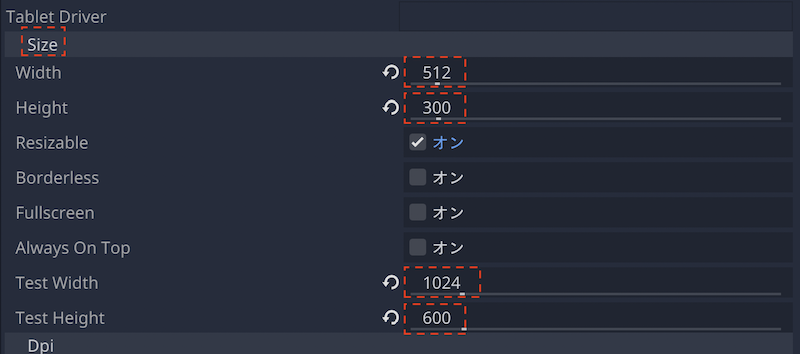 Tablet Driver
Size
Width 512
Height 300
Resizable オン
Borderless オン
Fullscreen オン
Always On Top オン
Test Width 1024
Test Height 600
Dpi